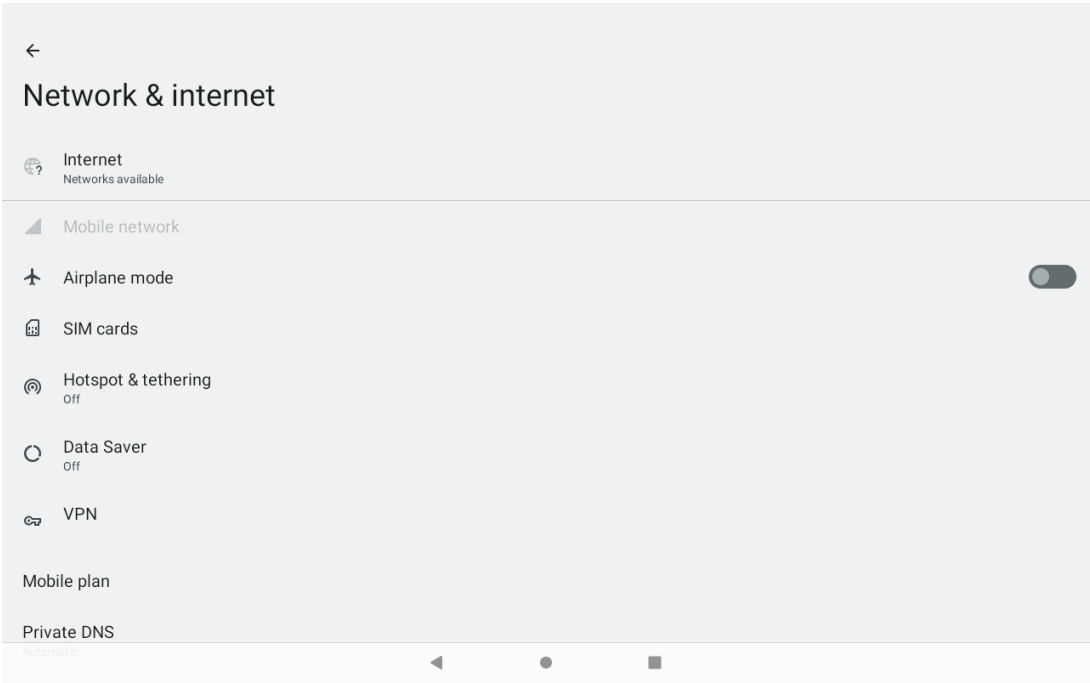 Network & internet
Internet
Networks available
Mobile network
Airplane mode
SIM cards
Hotspot & tethering
Off
Data Saver
Off
VPN
Mobile plan
Private DNS
Automatic